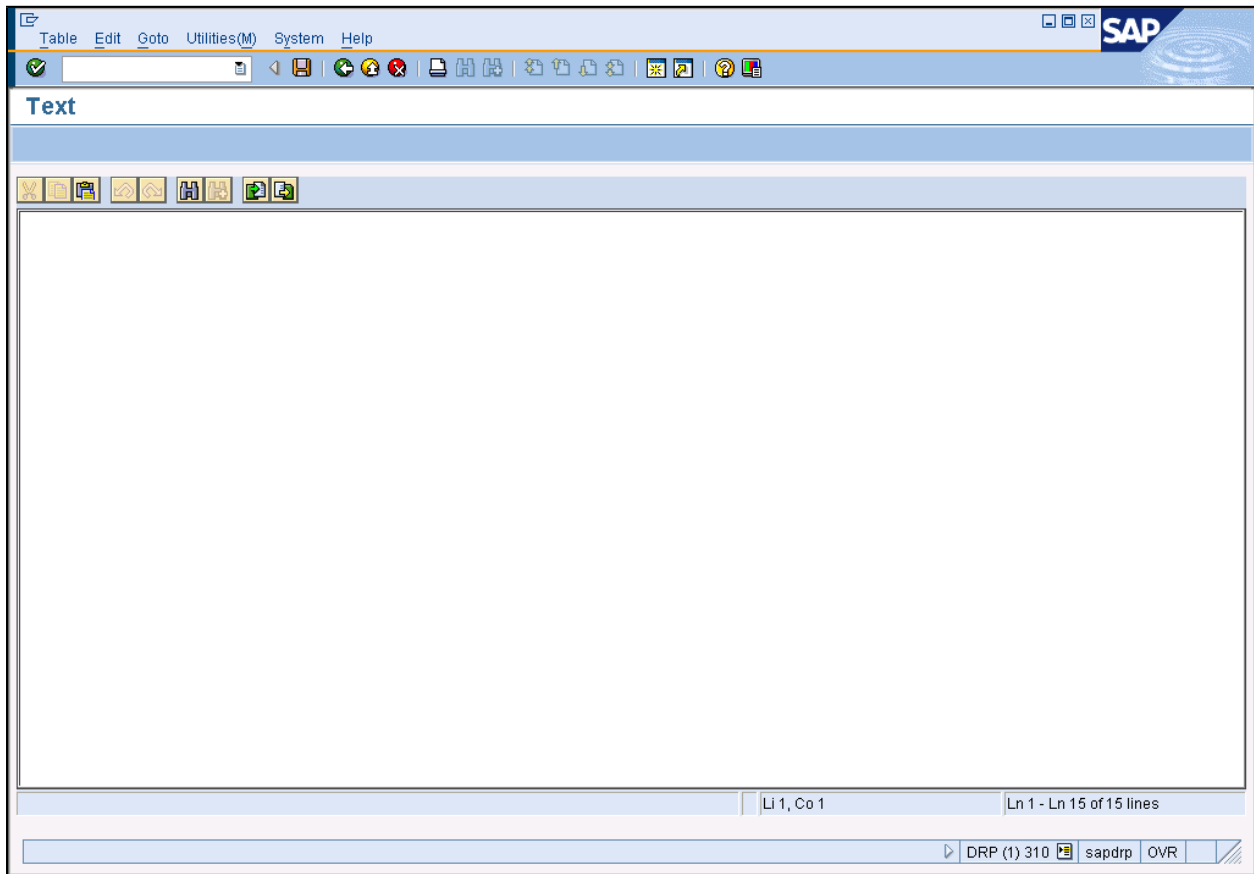 Table Edit Goto Utilities(M) System Help
SAP
Text
Li 1, Co 1 Ln 1 - Ln 15 of 15 lines
DRP (1) 310 sapdrp OVR